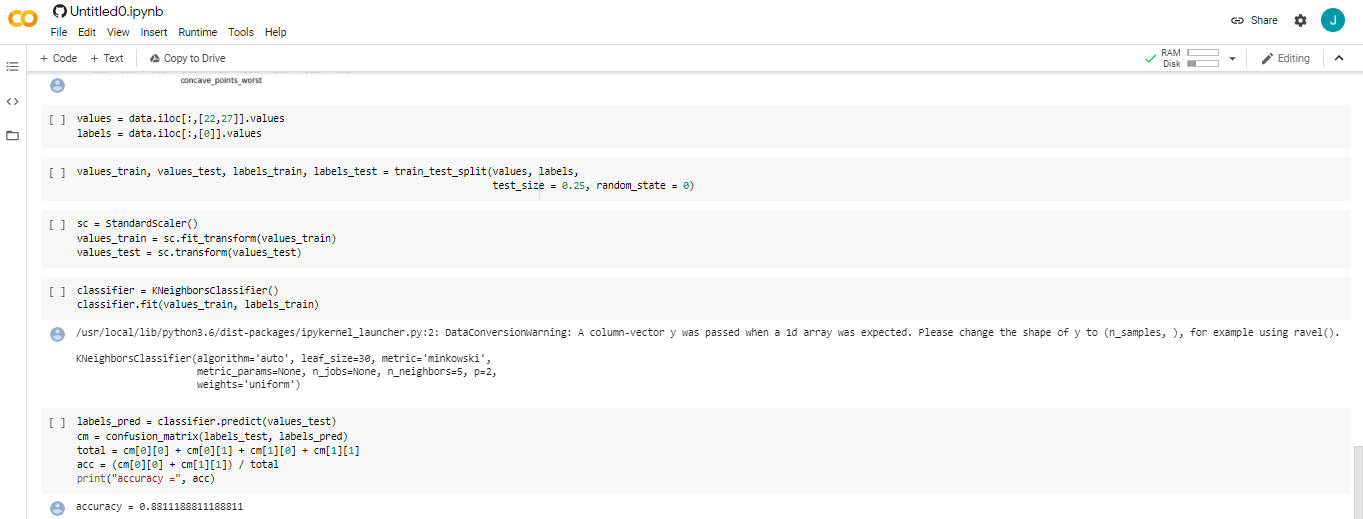 Untitled0.ipynb
File Edit View Insert Runtime Tools Help
Share
J
+ Code + Text Copy to Drive
RAM
Disk
Editing
concave_points_worst
[ ] values = data.iloc[:,[22,27]].values
labels = data.iloc[:,[0]].values
[ ] values_train, values_test, labels_train, labels_test = train_test_split(values, labels,
test_size = 0.25, random_state = 0)
[ ] sc = StandardScaler()
values_train = sc.fit_transform(values_train)
values_test = sc.transform(values_test)
[ ] classifier = KNeighborsClassifier()
classifier.fit(values_train, labels_train)
/usr/local/lib/python3.6/dist-packages/ipykernel_launcher.py:2: DataConversionWarning: A column-vector y was passed when a 1d array was expected. Please change the shape of y to (n_samples, ), for example using ravel().
KNeighborsClassifier(algorithm='auto', leaf_size=30, metric='minkowski',
metric_params=None, n_jobs=None, n_neighbors=5, p=2,
weights='uniform')
[ ] labels_pred = classifier.predict(values_test)
cm = confusion_matrix(labels_test, labels_pred)
total = cm[0][0] + cm[0][1] + cm[1][0] + cm[1][1]
acc = (cm[0][0] + cm[1][1]) / total
print("accuracy =", acc)
accuracy = 0.8811188811188811